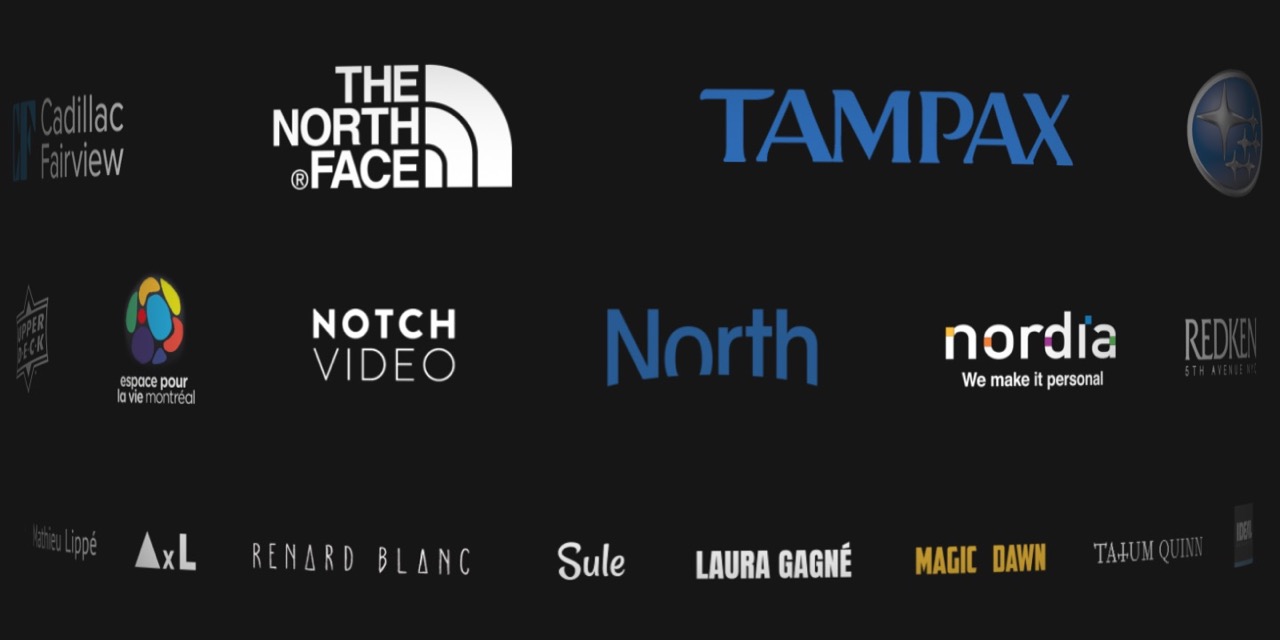 Cadillac
Fairview
THE
NORTH
®FACE
TAMPAX
UPPER
DECK
espace pour
la vie montréal
NOTCH
VIDEO
North
nordia
We make it personal
REDKEN
5TH AVENUE NYC
Mathieu Lippé
AxL
RENARD BLANC
Sule
LAURA GAGNÉ
MAGIC DAWN
TATUM QUINN
IDEAL